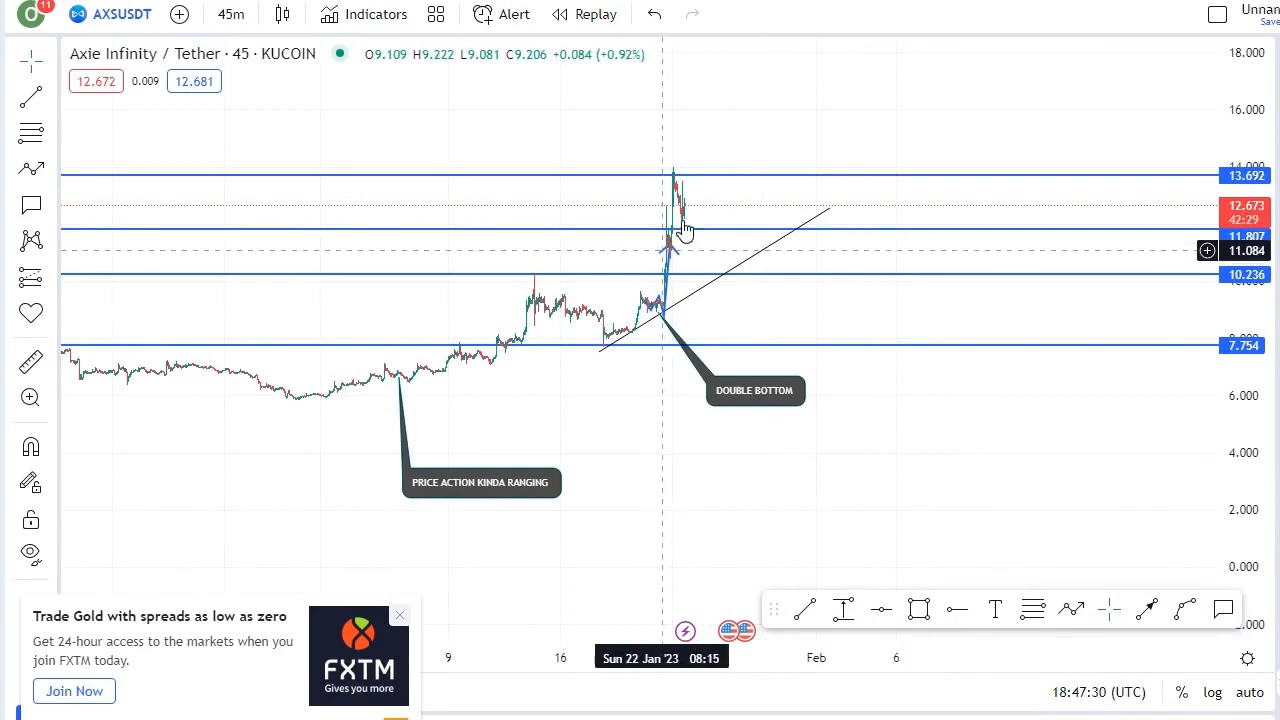 11
AXSUSDT
45m
Indicators
Alert
Replay
Unnan
Save
Axie Infinity / Tether · 45 · KUCOIN
O9.109 H9.222 L9.081 C9.206 +0.084 (+0.92%)
12.672
0.009
12.681
18.000
16.000
14.000
13.692
12.673
42:29
11.807
11.084
10.236
7.754
6.000
4.000
2.000
0.000
DOUBLE BOTTOM
PRICE ACTION KINDA RANGING
Trade Gold with spreads as low as zero
Get 24-hour access to the markets when you
join FXTM today.
Join Now
FXTM
Gives you more
9
16
Sun 22 Jan '23 08:15
Feb
6
18:47:30 (UTC)
%
log
auto